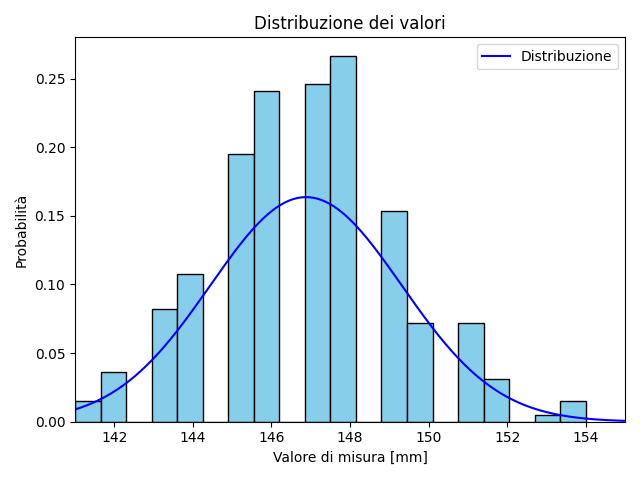 Distribuzione dei valori
Distribuzione
Probabilità
0.25
0.20
0.15
0.10
0.05
0.00
142 144 146 148 150 152 154
Valore di misura [mm]